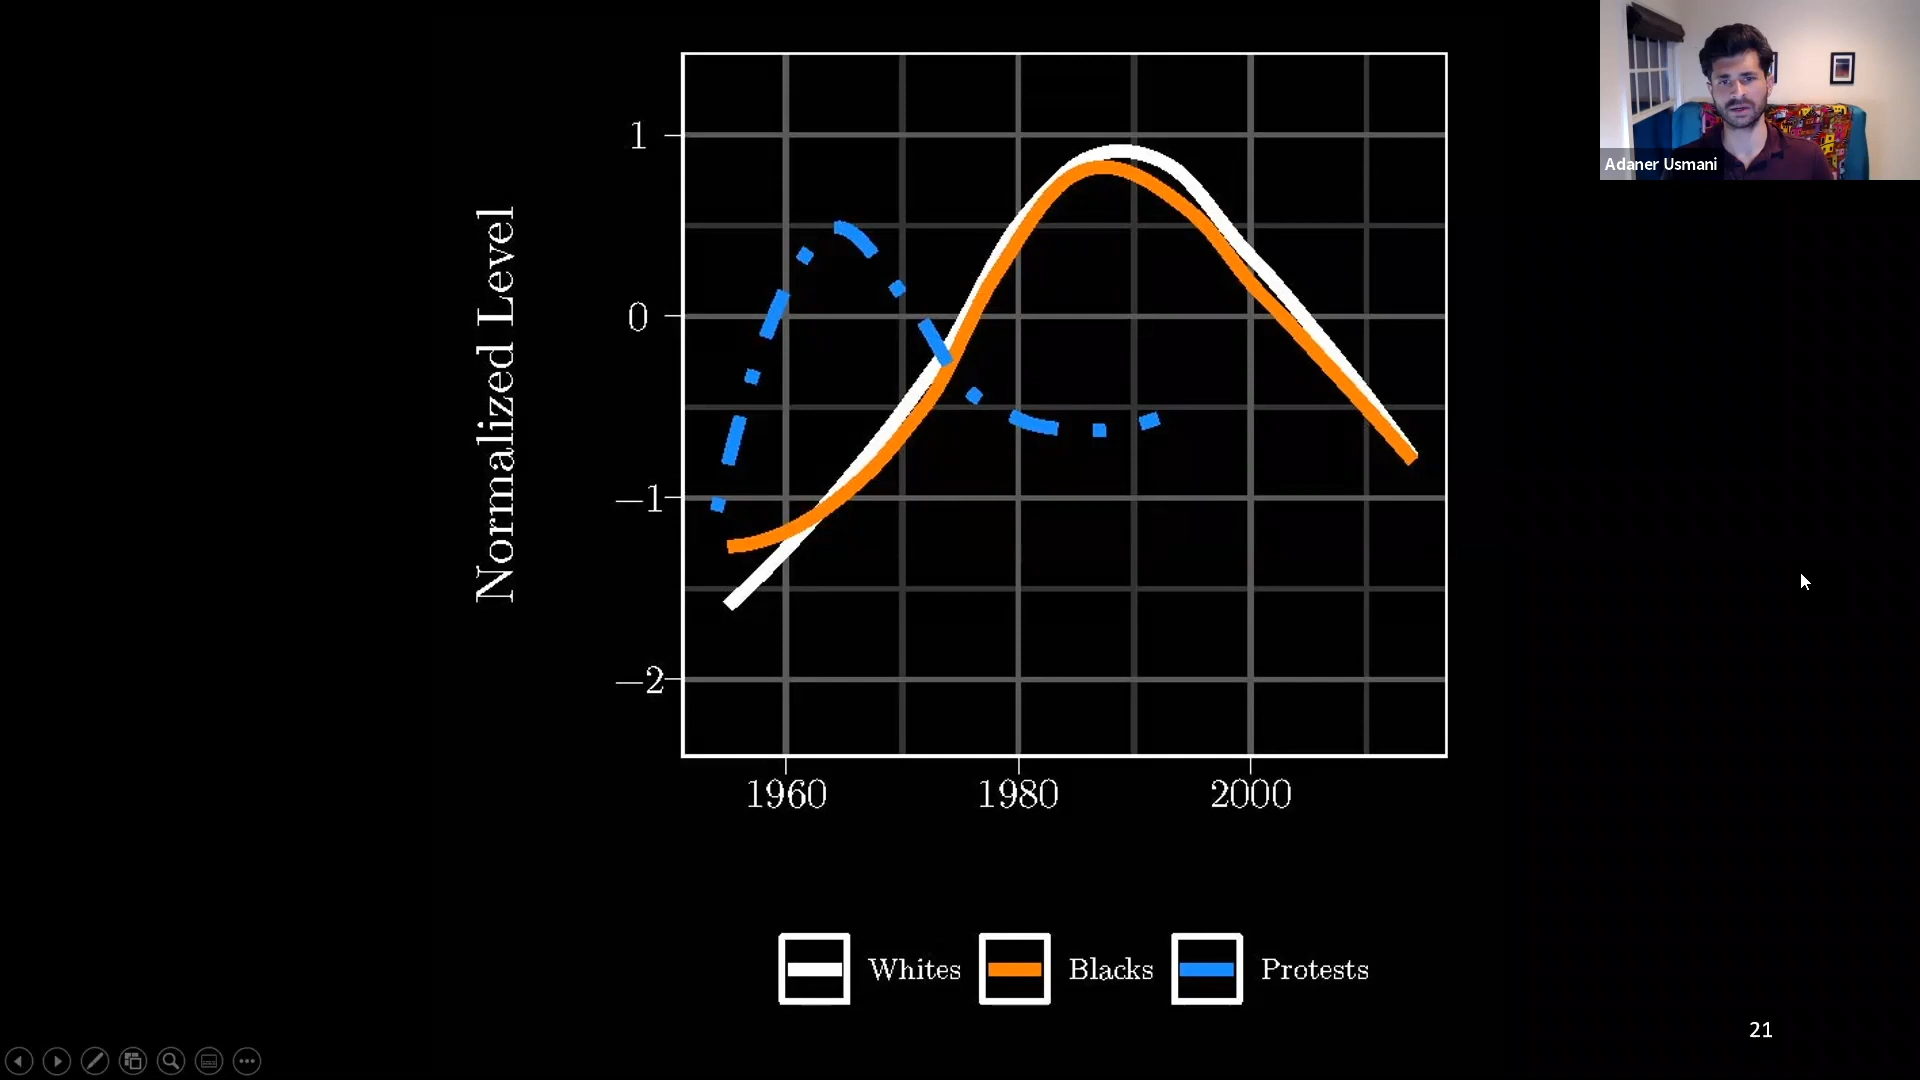 Adaner Usmani
Normalized Level
1
0
−1
−2
1960 1980 2000
Whites Blacks Protests
21